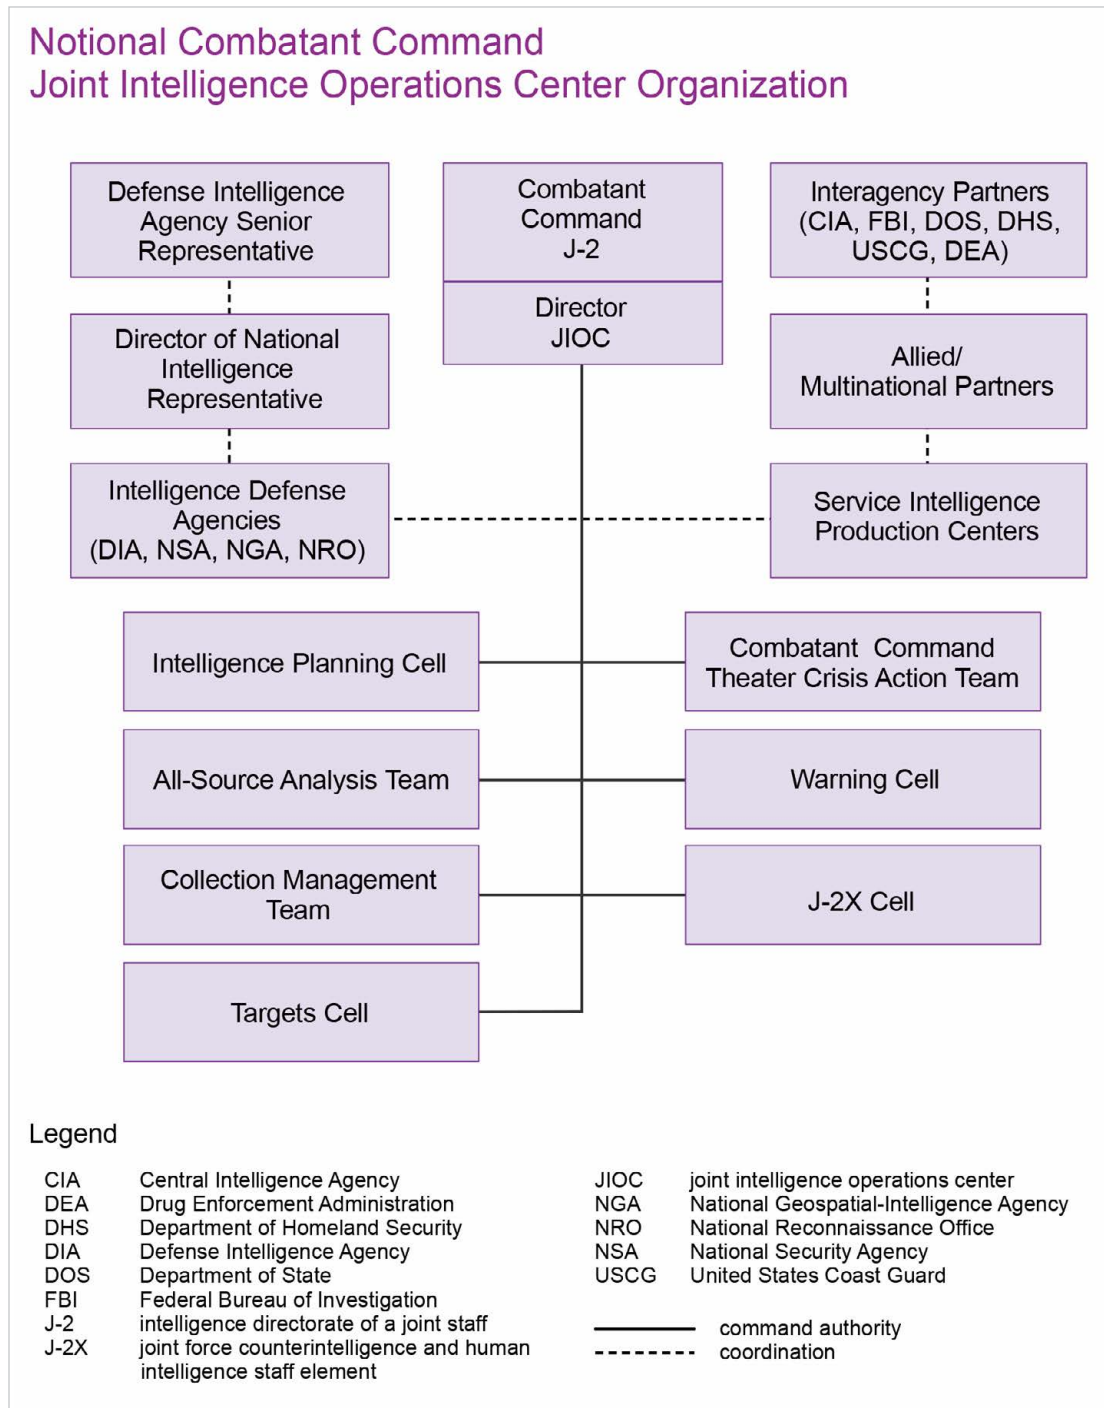 Notional Combatant Command
Joint Intelligence Operations Center Organization
Defense Intelligence
Agency Senior
Representative
Combatant
Command
J-2
Interagency Partners
(CIA, FBI, DOS, DHS,
USCG, DEA)
Director
JIOC
Director of National
Intelligence
Representative
Allied/
Multinational Partners
Intelligence Defense
Agencies
(DIA, NSA, NGA, NRO)
Service Intelligence
Production Centers
Intelligence Planning Cell
Combatant Command
Theater Crisis Action Team
All-Source Analysis Team
Warning Cell
Collection Management
Team
J-2X Cell
Targets Cell
Legend
CIA Central Intelligence Agency
DEA Drug Enforcement Administration
DHS Department of Homeland Security
DIA Defense Intelligence Agency
DOS Department of State
FBI Federal Bureau of Investigation
J-2 intelligence directorate of a joint staff
J-2X joint force counterintelligence and human
intelligence staff element
JIOC joint intelligence operations center
NGA National Geospatial-Intelligence Agency
NRO National Reconnaissance Office
NSA National Security Agency
USCG United States Coast Guard
command authority
coordination